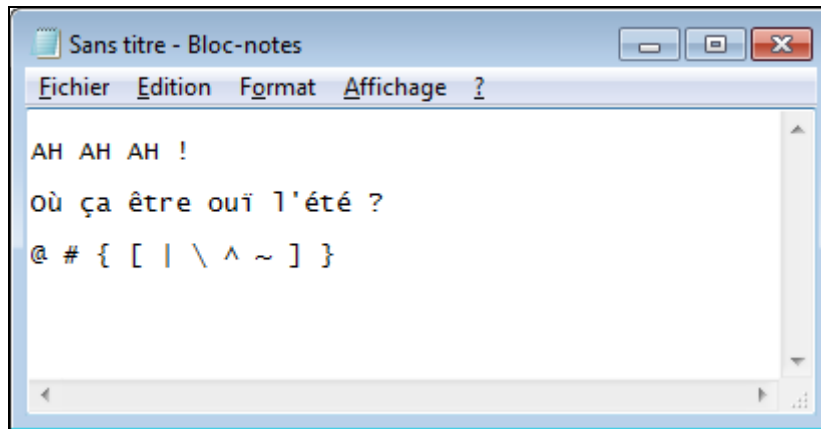 Sans titre - Bloc-notes
Fichier Edition Format Affichage ?
AH AH AH !
Où ça être ouï l'été ?
@ # { [ | \ ^ ~ ] }